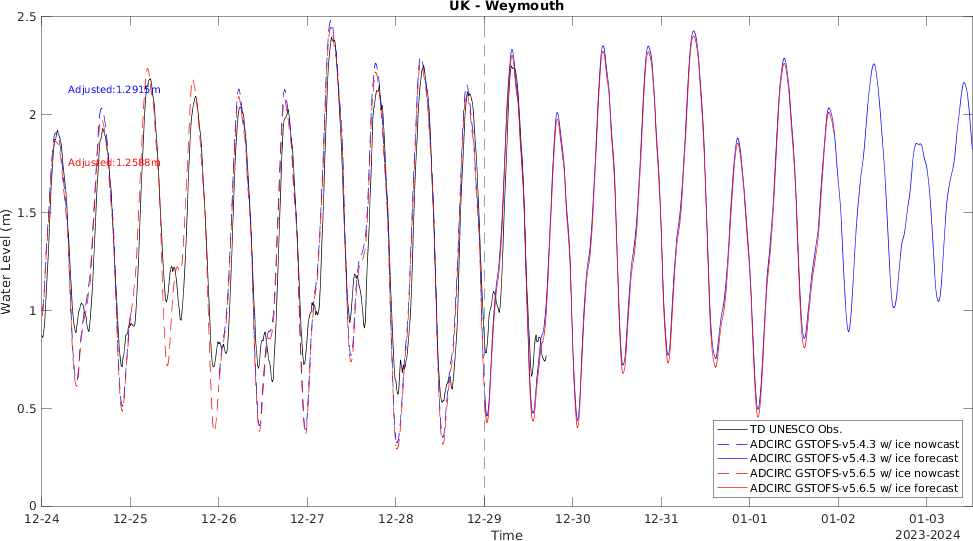 UK - Weymouth
2.5
2
1.5
1
0.5
0
Water Level (m)
Adjusted:1.2915m
Adjusted:1.2588m
TD UNESCO Obs.
ADCIRC GSTOFS-v5.4.3 w/ ice nowcast
ADCIRC GSTOFS-v5.4.3 w/ ice forecast
ADCIRC GSTOFS-v5.6.5 w/ ice nowcast
ADCIRC GSTOFS-v5.6.5 w/ ice forecast
12-24 12-25 12-26 12-27 12-28 12-29 12-30 12-31 01-01 01-02 01-03
Time
2023-2024